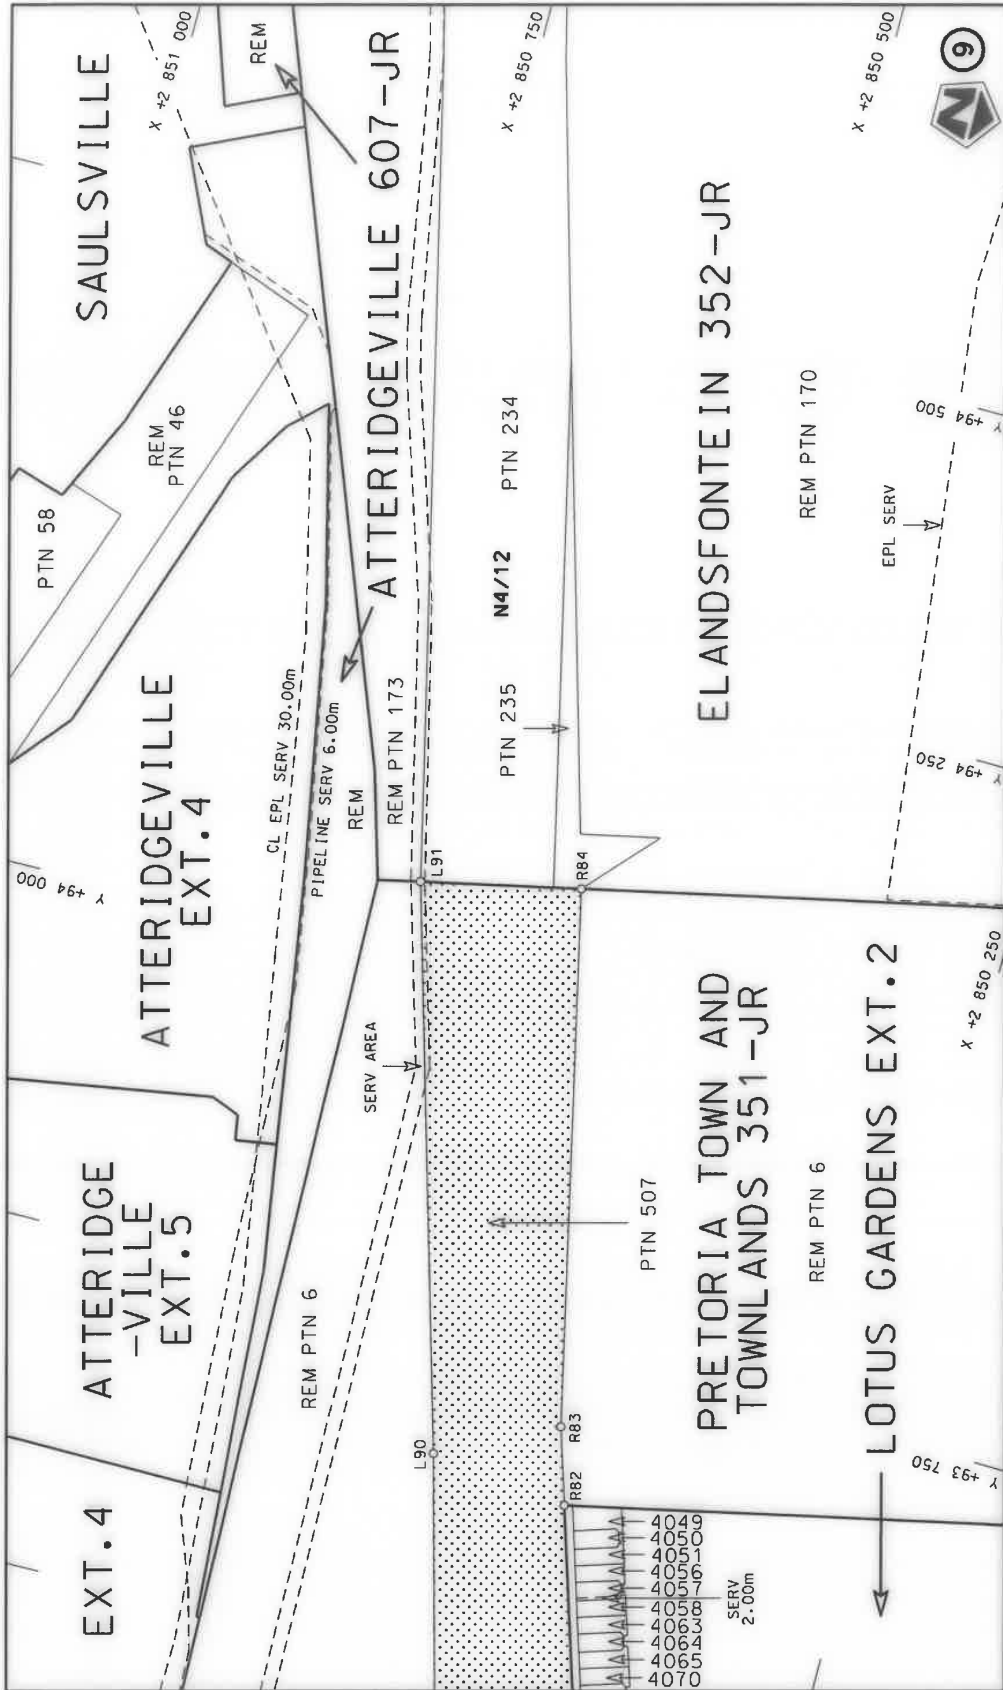 SAULSVILLE
X +2 851 000
REM
ATTERIDGEVILLE 607-JR
X +2 850 750
X +2 850 500
N
9
PTN 58
REM
PTN 46
PTN 234
N4/12
PTN 235
ELANDSFONTEIN 352-JR
REM PTN 170
EPL SERV
Y +94 500
Y +94 250
ATTERIDGEVILLE
EXT.4
Y +94 000
CL EPL SERV 30.00m
PIPELINE SERV 6.00m
REM
REM PTN 173
L91
R84
ATTERIDGE
-VILLE
EXT.5
SERV AREA
REM PTN 6
PTN 507
PRETORIA TOWN AND
TOWNLANDS 351-JR
REM PTN 6
LOTUS GARDENS EXT.2
X +2 850 250
Y +93 750
EXT.4
L90
R83
R82
4049
4050
4051
4056
4057
4058
4063
4064
4065
4070
SERV
2.00m